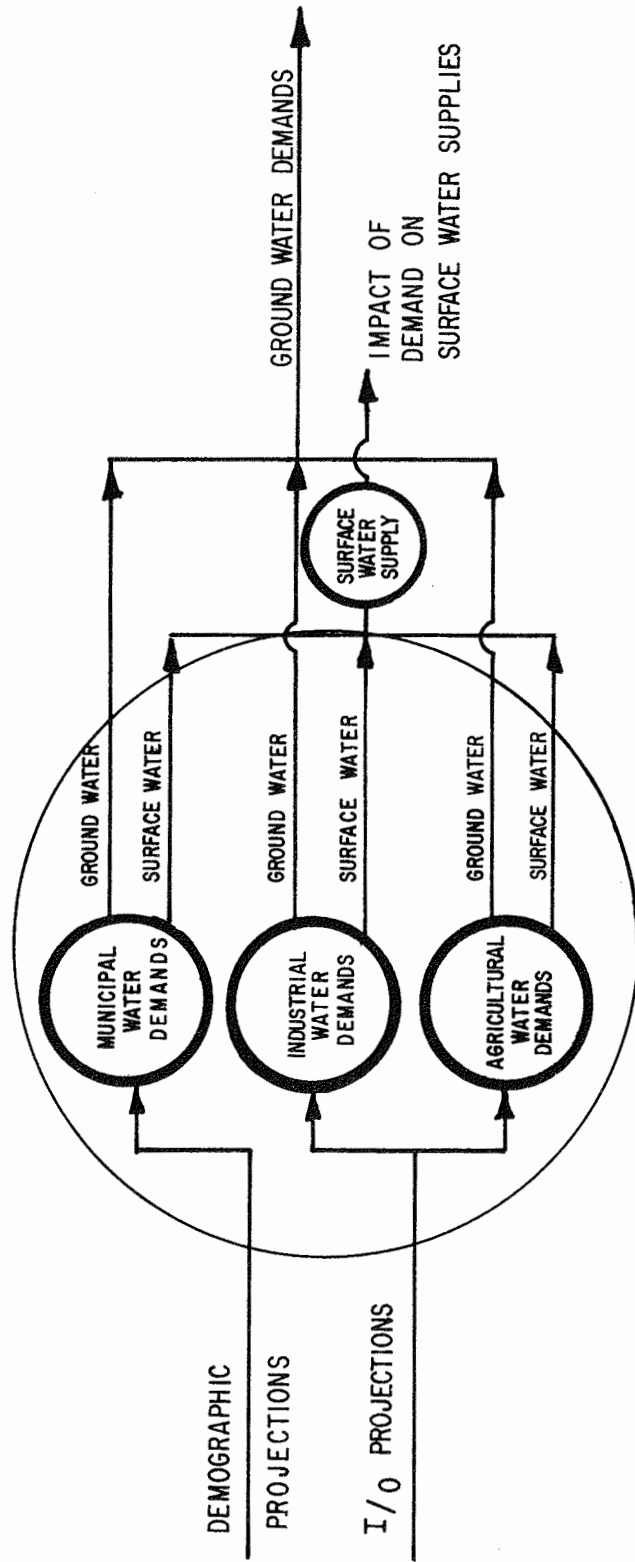 DEMOGRAPHIC
PROJECTIONS
I/O PROJECTIONS
MUNICIPAL
WATER
DEMANDS
INDUSTRIAL
WATER
DEMANDS
AGRICULTURAL
WATER
DEMANDS
GROUND WATER
SURFACE WATER
GROUND WATER
SURFACE WATER
GROUND WATER
SURFACE WATER
SURFACE
WATER
SUPPLY
GROUND WATER DEMANDS
IMPACT OF
DEMAND ON
SURFACE WATER SUPPLIES